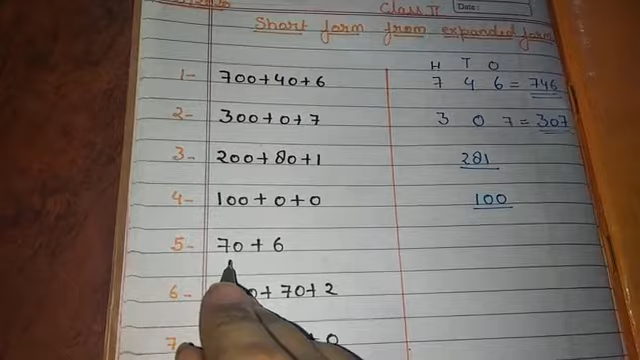 Class II
Date :
Short form from expanded form
H T O
1- 700+40+6 7 4 6 = 746
2- 300+0+7 3 0 7 = 307
3- 200+80+1 281
4- 100+0+0 100
5- 70+6
6- 0+ 70+2
7 + 0